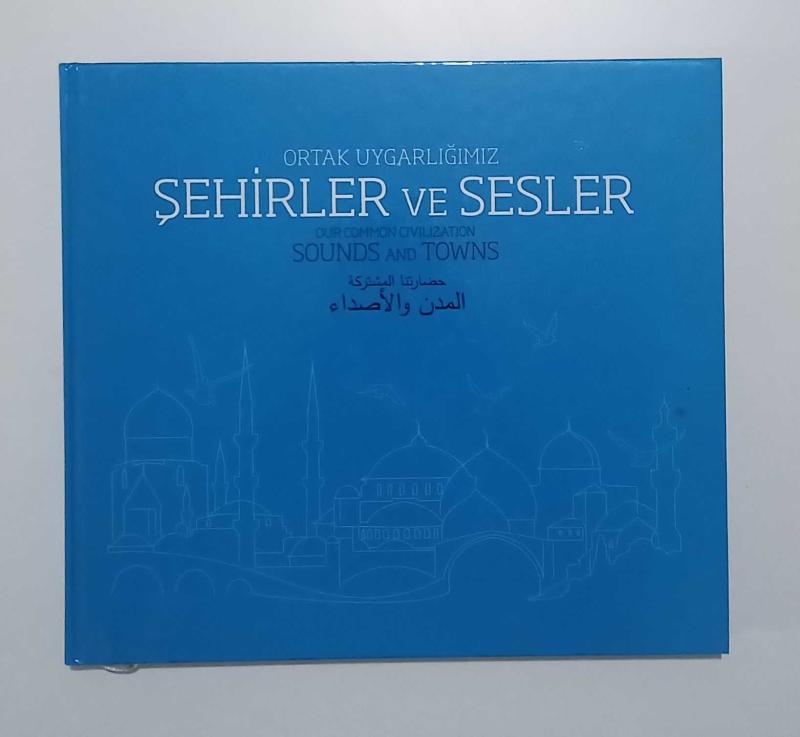 ORTAK UYGARLIĞIMIZ
ŞEHİRLER VE SESLER
OUR COMMON CIVILIZATION
SOUNDS AND TOWNS
حضارتنا المشتركة
المدن والأصداء